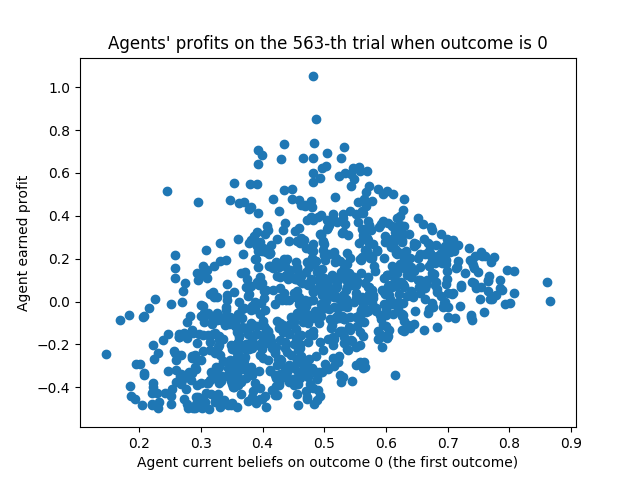 Agents' profits on the 563-th trial when outcome is 0
1.0
0.8
0.6
0.4
0.2
0.0
−0.2
−0.4
Agent earned profit
0.2 0.3 0.4 0.5 0.6 0.7 0.8 0.9
Agent current beliefs on outcome 0 (the first outcome)